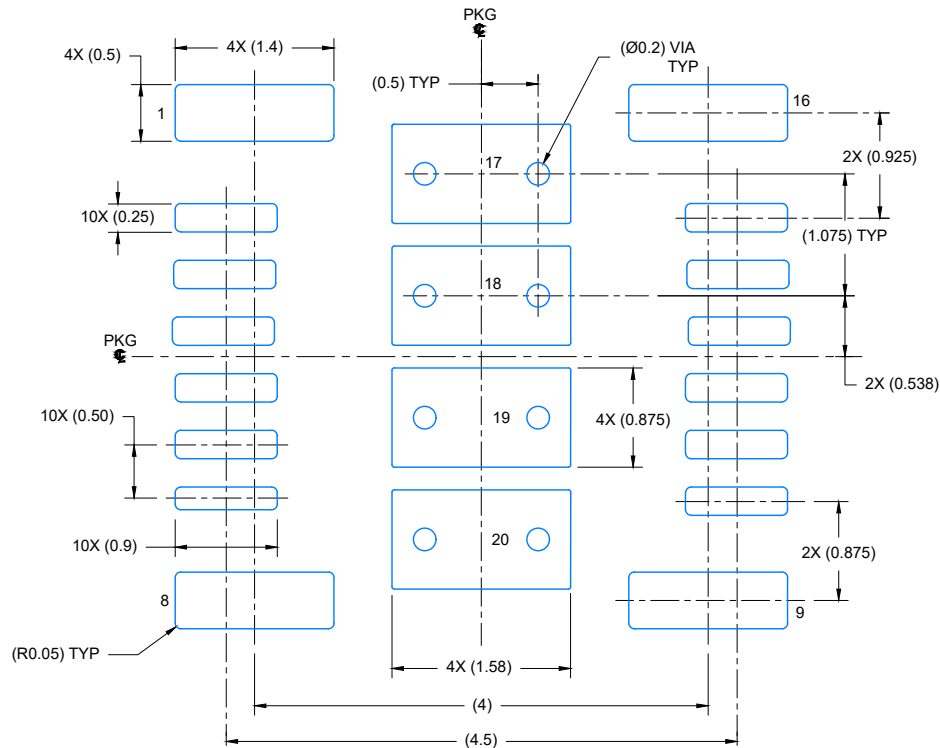 PKG
℄
4X (1.4)
(Ø0.2) VIA
TYP
4X (0.5)
(0.5) TYP
1
16
17
2X (0.925)
10X (0.25)
(1.075) TYP
18
PKG
℄
2X (0.538)
10X (0.50)
19
4X (0.875)
20
10X (0.9)
2X (0.875)
8
9
(R0.05) TYP
4X (1.58)
(4)
(4.5)